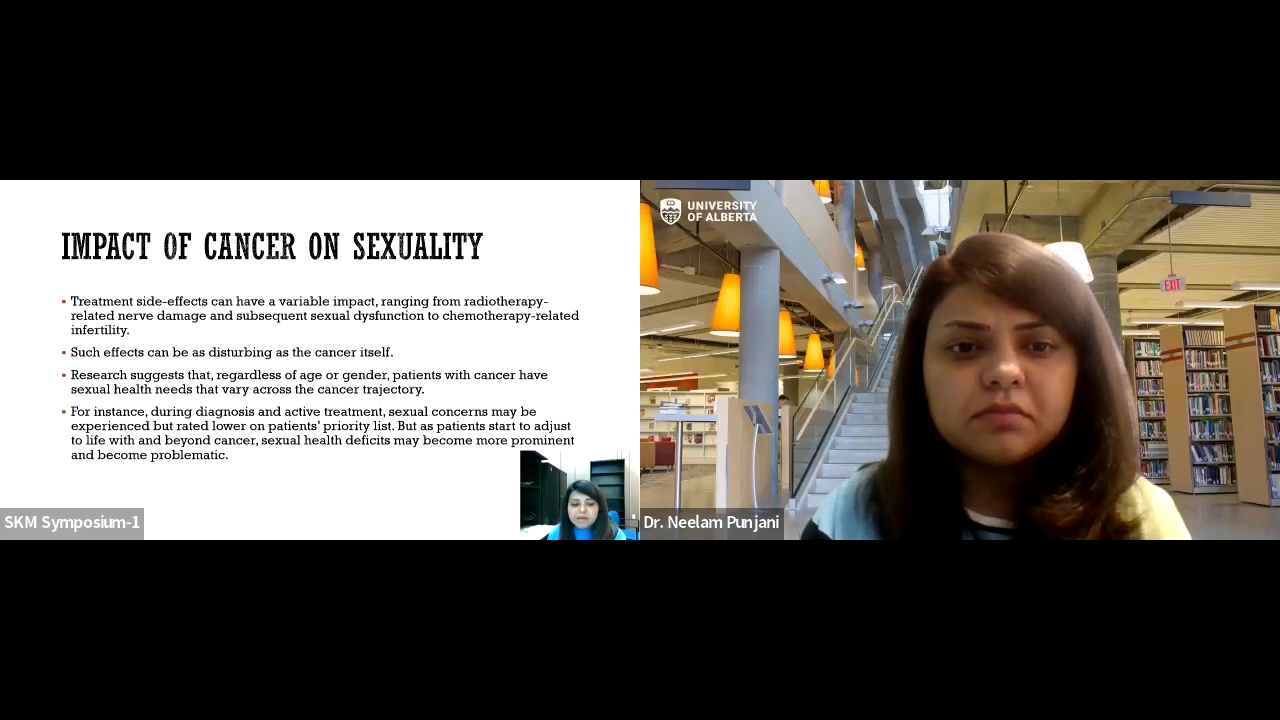 IMPACT OF CANCER ON SEXUALITY
Treatment side-effects can have a variable impact, ranging from radiotherapy-
related nerve damage and subsequent sexual dysfunction to chemotherapy-related
infertility.
Such effects can be as disturbing as the cancer itself.
Research suggests that, regardless of age or gender, patients with cancer have
sexual health needs that vary across the cancer trajectory.
For instance, during diagnosis and active treatment, sexual concerns may be
experienced but rated lower on patients' priority list. But as patients start to adjust
to life with and beyond cancer, sexual health deficits may become more prominent
and become problematic.
SKM Symposium-1
UNIVERSITY
OF ALBERTA
EXIT
Dr. Neelam Punjani